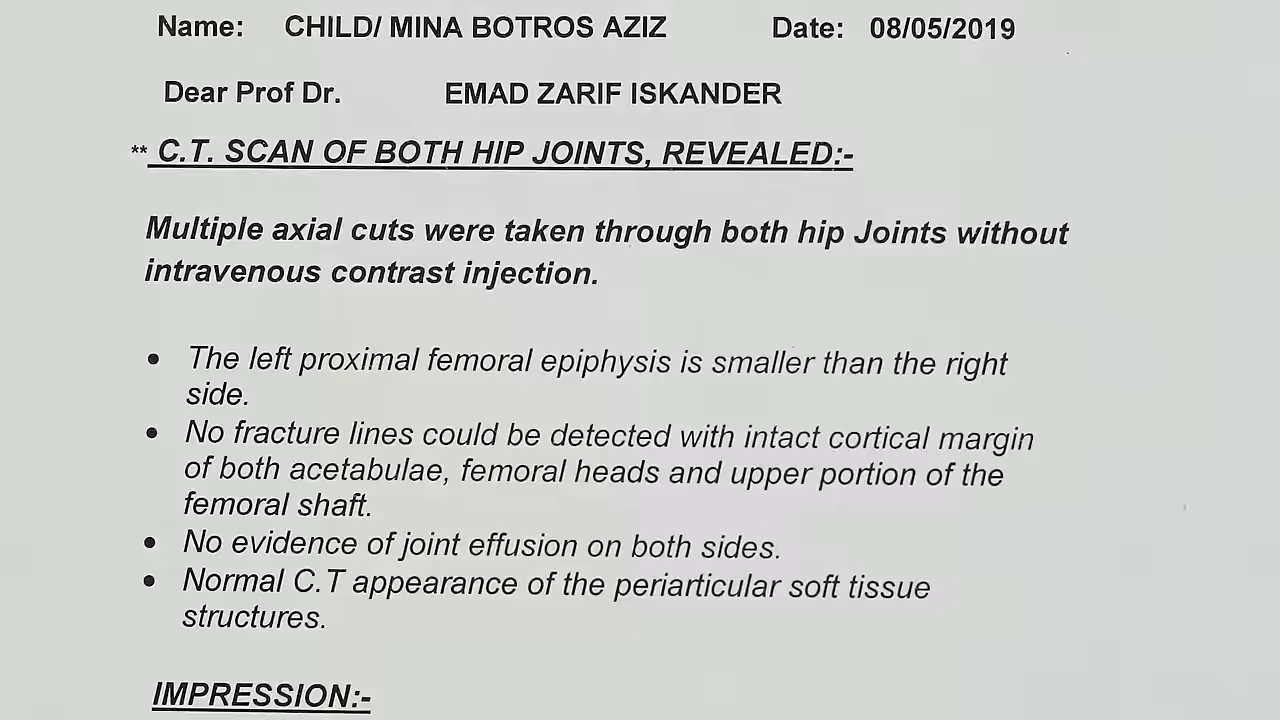 Name: CHILD/ MINA BOTROS AZIZ Date: 08/05/2019
Dear Prof Dr. EMAD ZARIF ISKANDER
** C.T. SCAN OF BOTH HIP JOINTS, REVEALED:-
Multiple axial cuts were taken through both hip Joints without
intravenous contrast injection.
• The left proximal femoral epiphysis is smaller than the right
side.
• No fracture lines could be detected with intact cortical margin
of both acetabulae, femoral heads and upper portion of the
femoral shaft.
• No evidence of joint effusion on both sides.
• Normal C.T appearance of the periarticular soft tissue
structures.
IMPRESSION:-